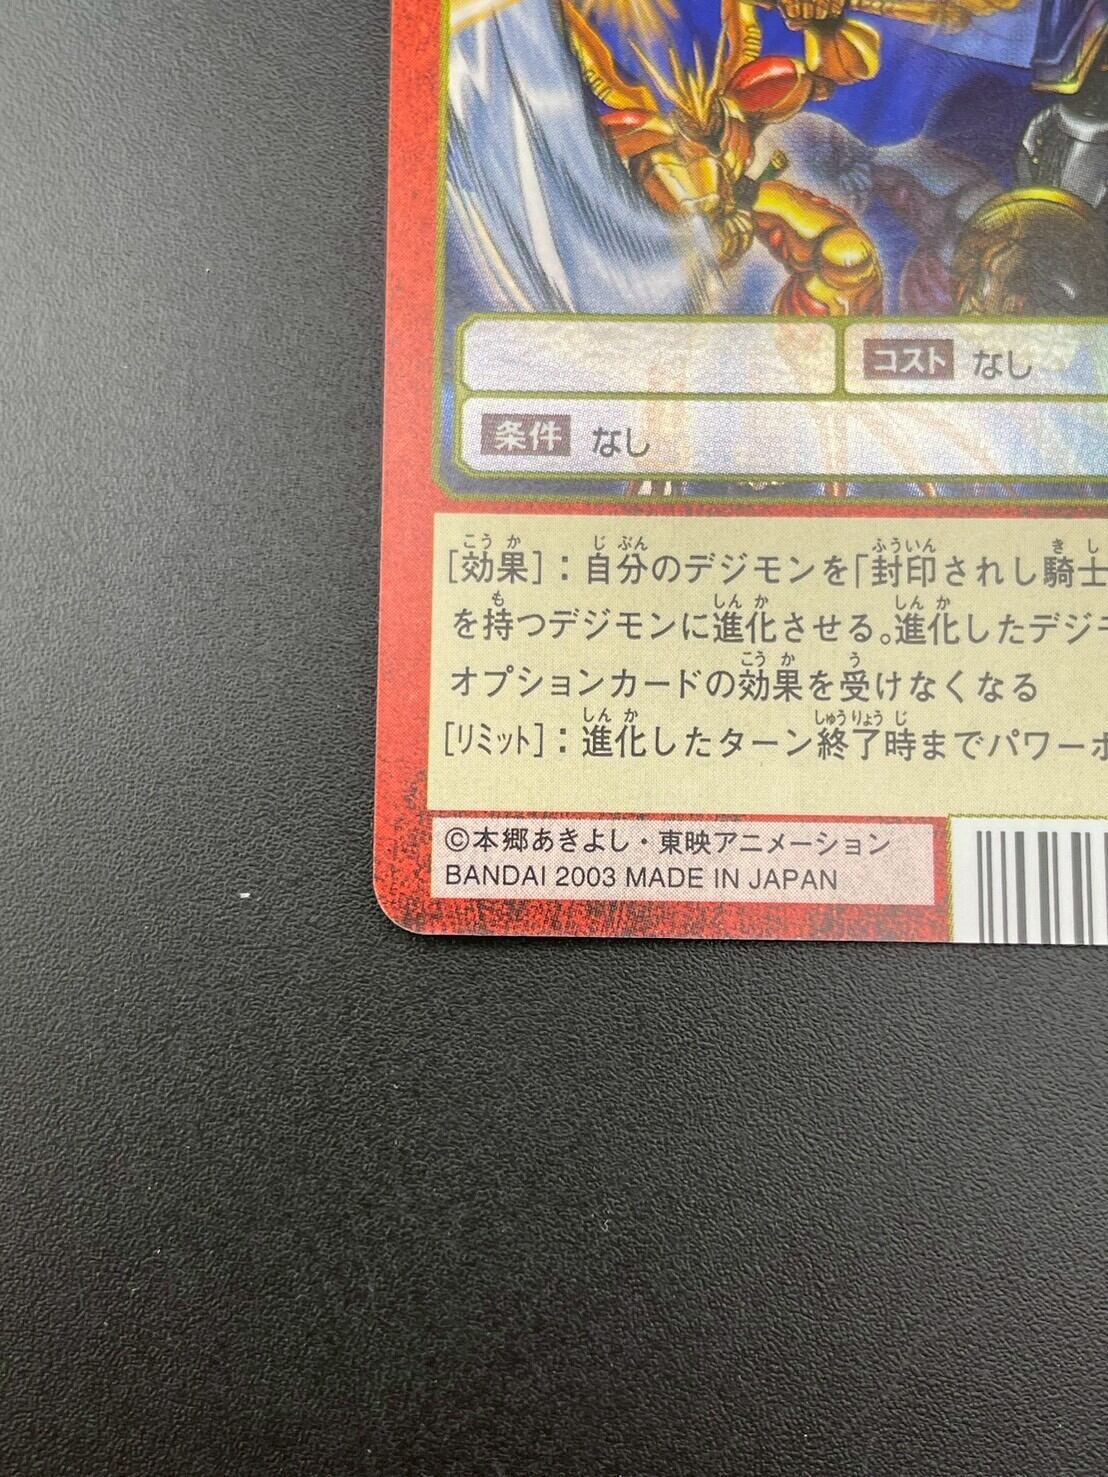 コスト なし
条件 なし
[効果]：自分のデジモンを「封印されし騎士
を持つデジモンに進化させる。進化したデジモ
オプションカードの効果を受けなくなる
[リミット]：進化したターン終了時までパワーポ
©本郷あきよし・東映アニメーション
BANDAI 2003 MADE IN JAPAN